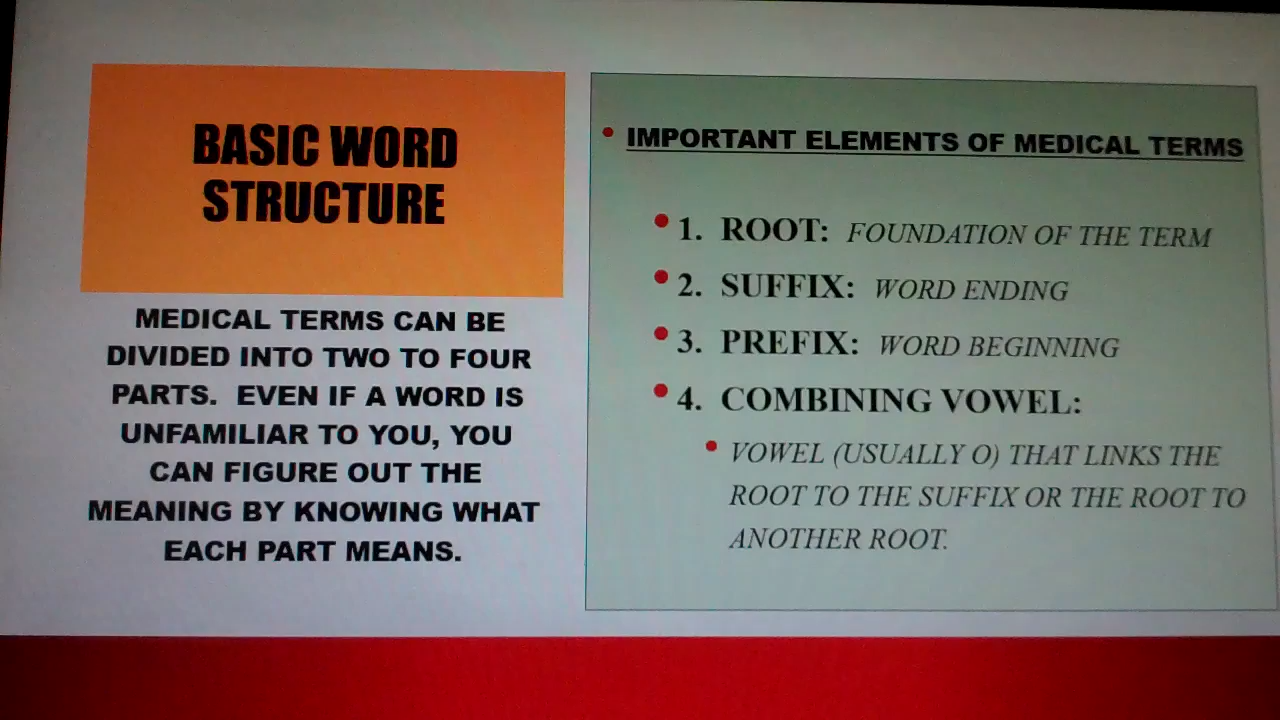 BASIC WORD
STRUCTURE
MEDICAL TERMS CAN BE
DIVIDED INTO TWO TO FOUR
PARTS.  EVEN IF A WORD IS
UNFAMILIAR TO YOU, YOU
CAN FIGURE OUT THE
MEANING BY KNOWING WHAT
EACH PART MEANS.
• IMPORTANT ELEMENTS OF MEDICAL TERMS
• 1. ROOT: FOUNDATION OF THE TERM
• 2. SUFFIX: WORD ENDING
• 3. PREFIX: WORD BEGINNING
• 4. COMBINING VOWEL:
• VOWEL (USUALLY O) THAT LINKS THE
ROOT TO THE SUFFIX OR THE ROOT TO
ANOTHER ROOT.